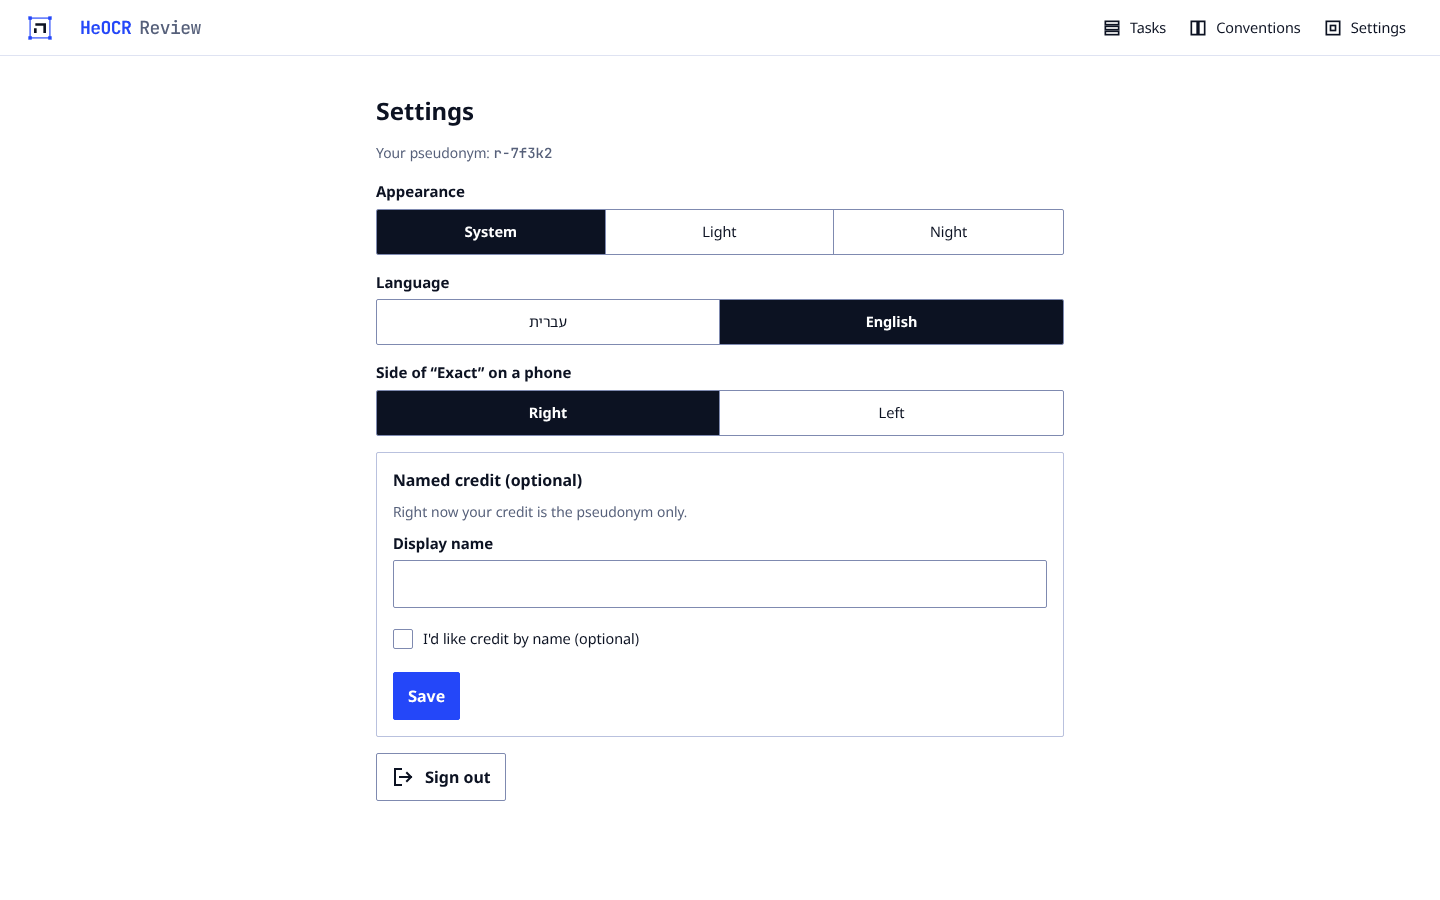 HeOCR Review
Tasks
Conventions
Settings
Settings
Your pseudonym: r-7f3k2
Appearance
System
Light
Night
Language
עברית
English
Side of “Exact” on a phone
Right
Left
Named credit (optional)
Right now your credit is the pseudonym only.
Display name
I'd like credit by name (optional)
Save
Sign out